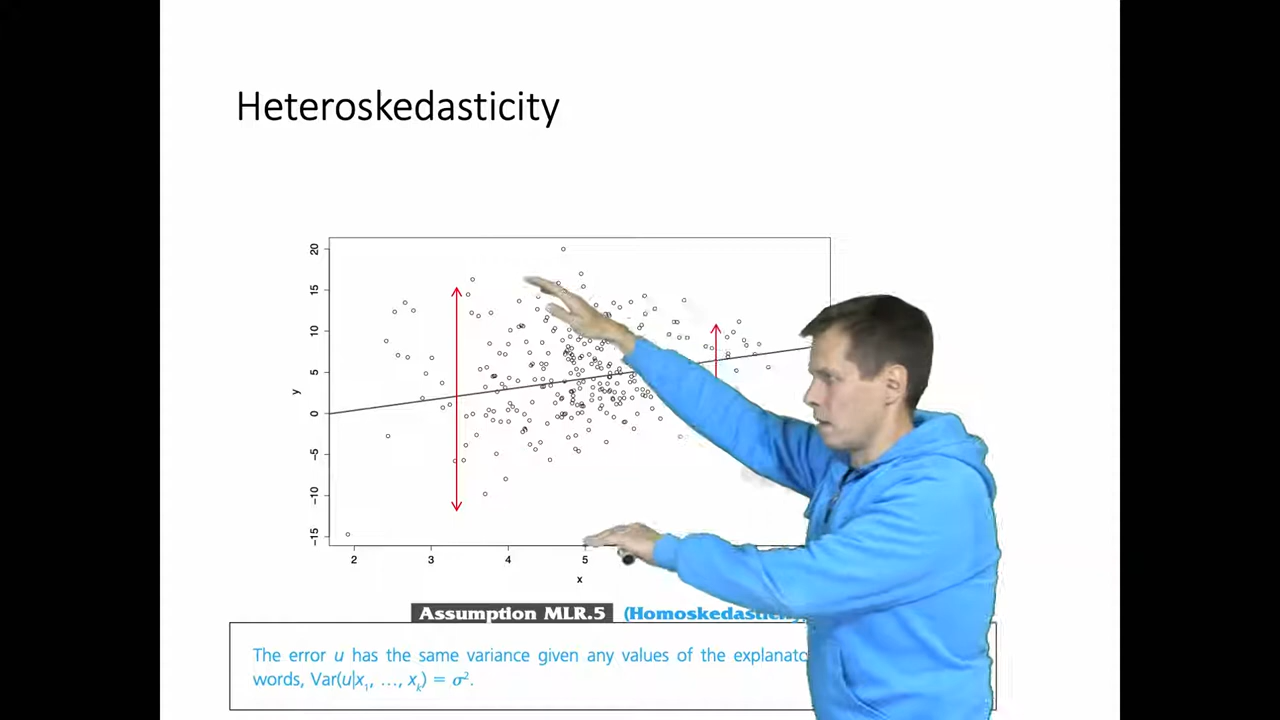 Heteroskedasticity
20
15
10
5
0
-5
-10
-15
y
2
3
4
5
x
Assumption MLR.5 (Homoskedasticity
The error u has the same variance given any values of the
words, Var(u|x₁, …, xₖ) = σ².